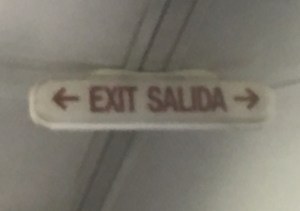 ← EXIT SALIDA →